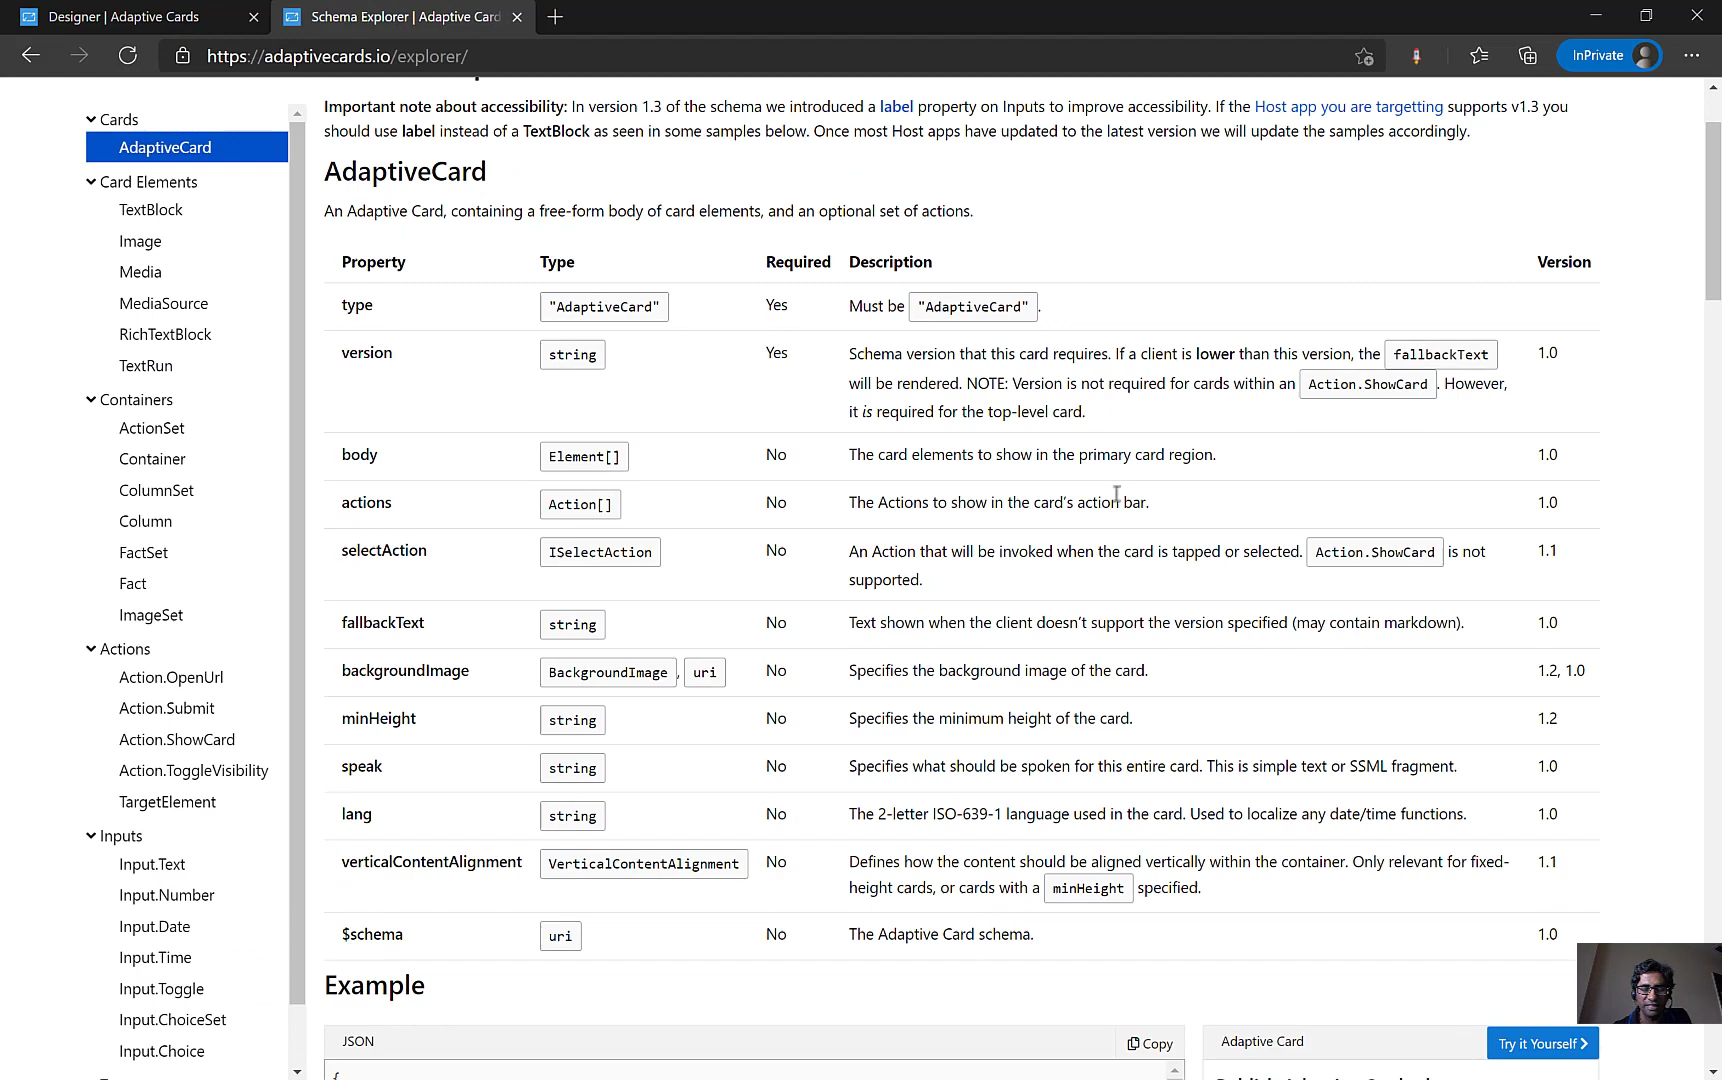 Designer | Adaptive Cards
Schema Explorer | Adaptive Card
https://adaptivecards.io/explorer/
InPrivate
Important note about accessibility: In version 1.3 of the schema we introduced a label property on Inputs to improve accessibility. If the Host app you are targetting supports v1.3 you
should use label instead of a TextBlock as seen in some samples below. Once most Host apps have updated to the latest version we will update the samples accordingly.
Cards
AdaptiveCard
Card Elements
TextBlock
Image
Media
MediaSource
RichTextBlock
TextRun
Containers
ActionSet
Container
ColumnSet
Column
FactSet
Fact
ImageSet
Actions
Action.OpenUrl
Action.Submit
Action.ShowCard
Action.ToggleVisibility
TargetElement
Inputs
Input.Text
Input.Number
Input.Date
Input.Time
Input.Toggle
Input.ChoiceSet
Input.Choice
AdaptiveCard
An Adaptive Card, containing a free-form body of card elements, and an optional set of actions.
Property Type Required Description Version
type "AdaptiveCard" Yes Must be "AdaptiveCard".
version string Yes Schema version that this card requires. If a client is lower than this version, the fallbackText 1.0
will be rendered. NOTE: Version is not required for cards within an Action.ShowCard. However,
it is required for the top-level card.
body Element[] No The card elements to show in the primary card region. 1.0
actions Action[] No The Actions to show in the card's action bar. 1.0
selectAction ISelectAction No An Action that will be invoked when the card is tapped or selected. Action.ShowCard is not 1.1
supported.
fallbackText string No Text shown when the client doesn't support the version specified (may contain markdown). 1.0
backgroundImage BackgroundImage, uri No Specifies the background image of the card. 1.2, 1.0
minHeight string No Specifies the minimum height of the card. 1.2
speak string No Specifies what should be spoken for this entire card. This is simple text or SSML fragment. 1.0
lang string No The 2-letter ISO-639-1 language used in the card. Used to localize any date/time functions. 1.0
verticalContentAlignment VerticalContentAlignment No Defines how the content should be aligned vertically within the container. Only relevant for fixed- 1.1
height cards, or cards with a minHeight specified.
$schema uri No The Adaptive Card schema. 1.0
Example
JSON Copy
{
Adaptive Card Try it Yourself